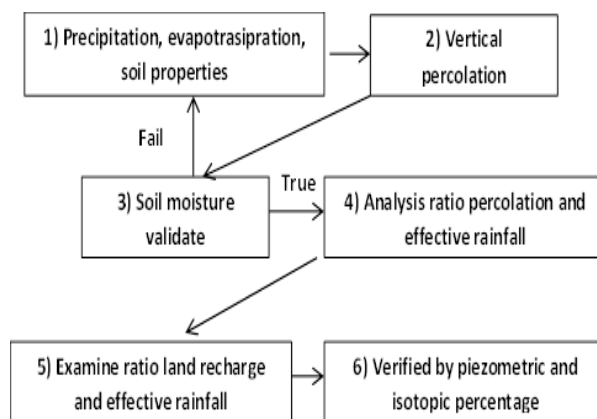 1) Precipitation, evapotrasipration,
soil properties
2) Vertical
percolation
Fail
3) Soil moisture
validate
True
4) Analysis ratio percolation and
effective rainfall
5) Examine ratio land recharge
and effective rainfall
6) Verified by piezometric and
isotopic percentage